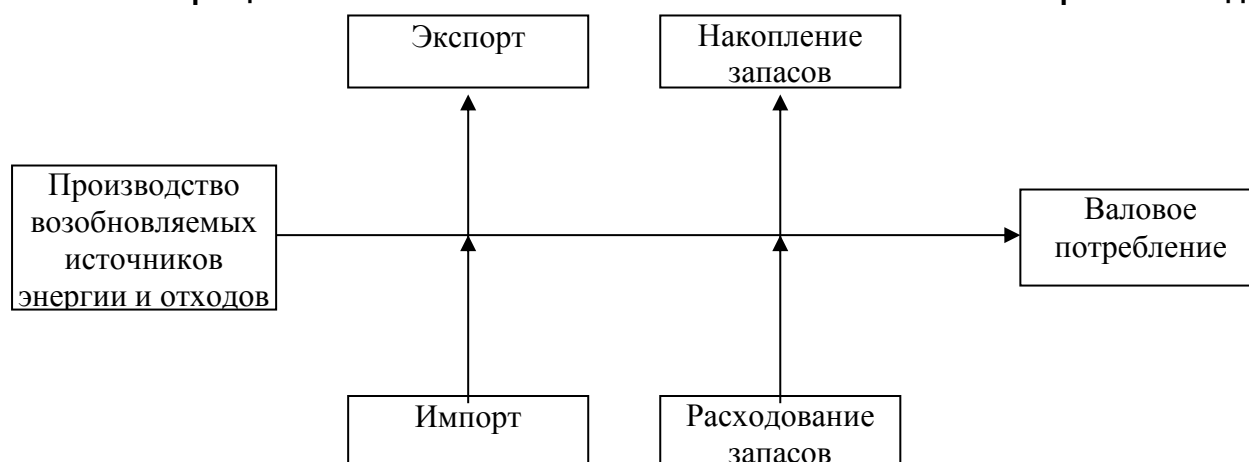 Экспорт
Накопление
запасов
Производство
возобновляемых
источников
энергии и отходов
Валовое
потребление
Импорт
Расходование
запасов